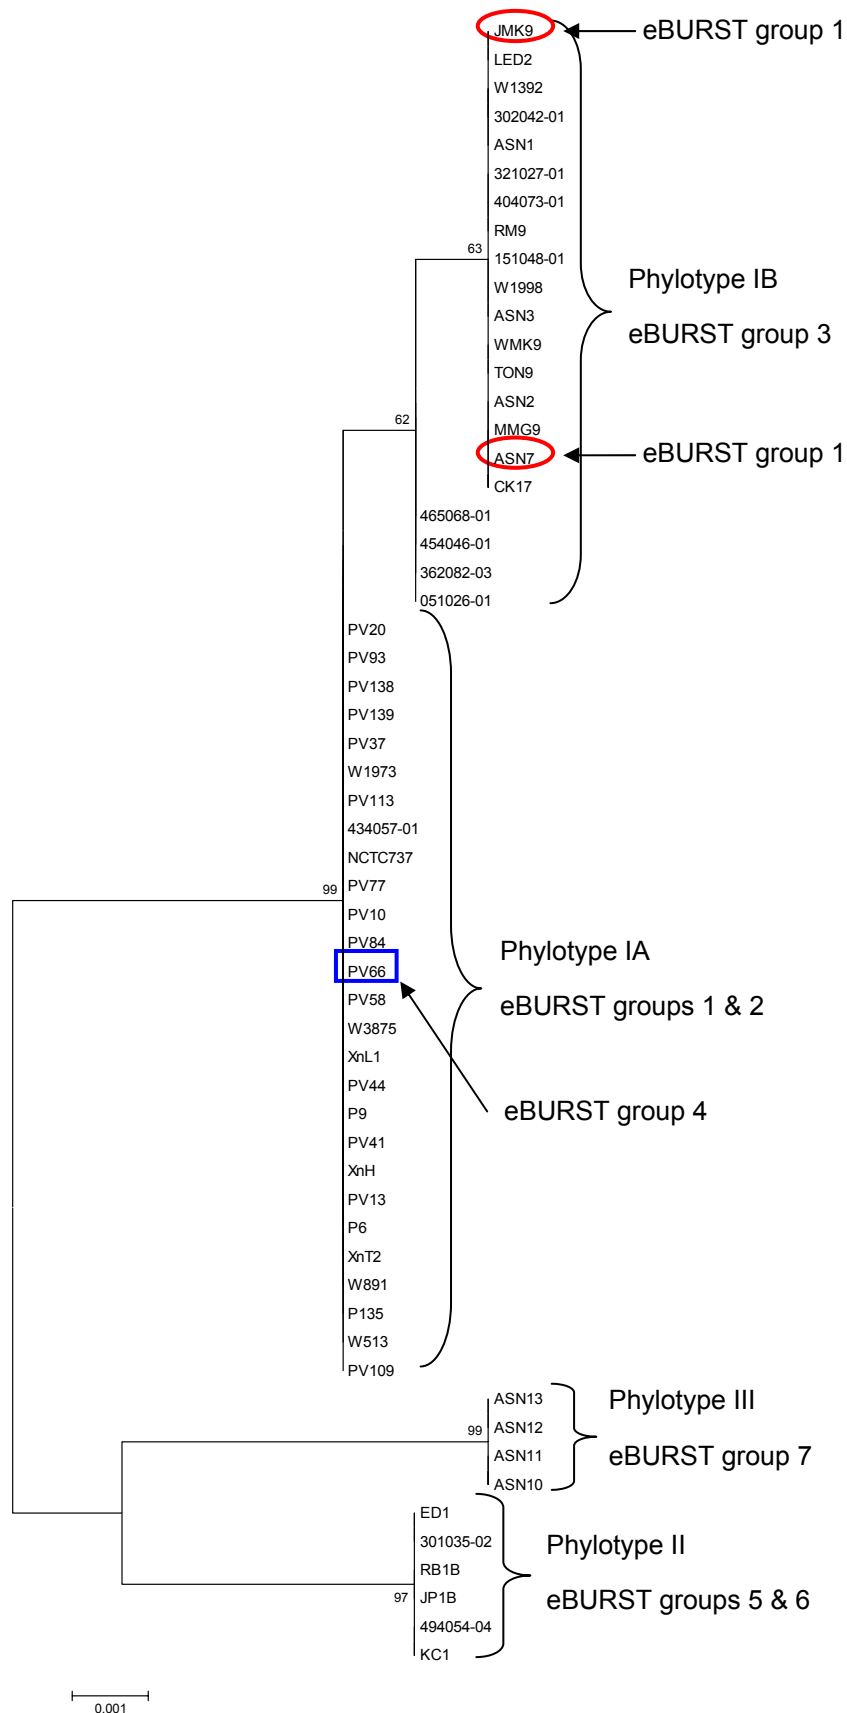 JMK9
eBURST group 1
LED2
W1392
302042-01
ASN1
321027-01
404073-01
RM9
63
151048-01
Phylotype IB
W1998
ASN3
eBURST group 3
WMK9
TON9
ASN2
62
MMG9
ASN7
eBURST group 1
CK17
465068-01
454046-01
362082-03
051026-01
PV20
PV93
PV138
PV139
PV37
W1973
PV113
434057-01
NCTC737
99
PV77
PV10
PV84
Phylotype IA
PV66
PV58
eBURST groups 1 & 2
W3875
XnL1
PV44
P9
eBURST group 4
PV41
XnH
PV13
P6
XnT2
W891
P135
W513
PV109
ASN13
Phylotype III
99
ASN12
ASN11
eBURST group 7
ASN10
ED1
301035-02
Phylotype II
RB1B
97
JP1B
eBURST groups 5 & 6
494054-04
KC1
0.001